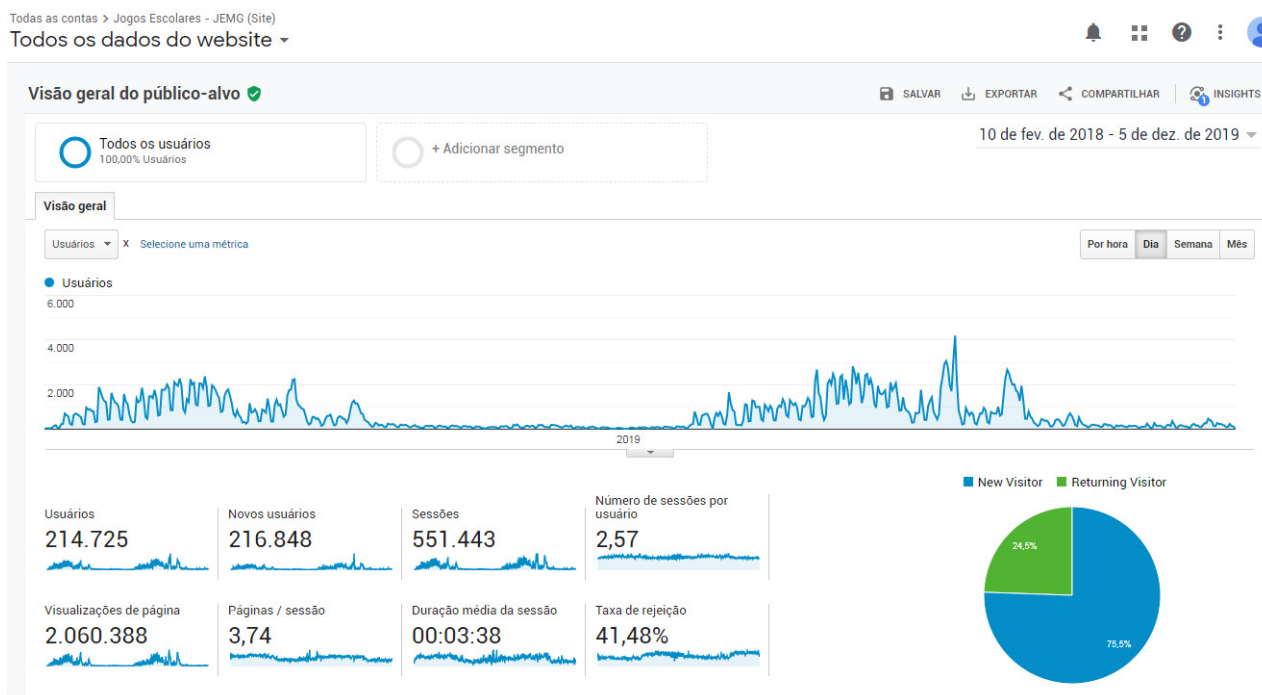 Todas as contas > Jogos Escolares - JEMG (Site)
Todos os dados do website
Visão geral do público-alvo
SALVAR
EXPORTAR
COMPARTILHAR
1
INSIGHTS
Todos os usuários
100,00% Usuários
+ Adicionar segmento
10 de fev. de 2018 - 5 de dez. de 2019
Visão geral
Usuários X Selecione uma métrica
Por hora Dia Semana Mês
Usuários
6.000
4.000
2.000
2019
New Visitor Returning Visitor
Usuários
214.725
Novos usuários
216.848
Sessões
551.443
Número de sessões por
usuário
2,57
Visualizações de página
2.060.388
Páginas / sessão
3,74
Duração média da sessão
00:03:38
Taxa de rejeição
41,48%
24,5%
75,5%